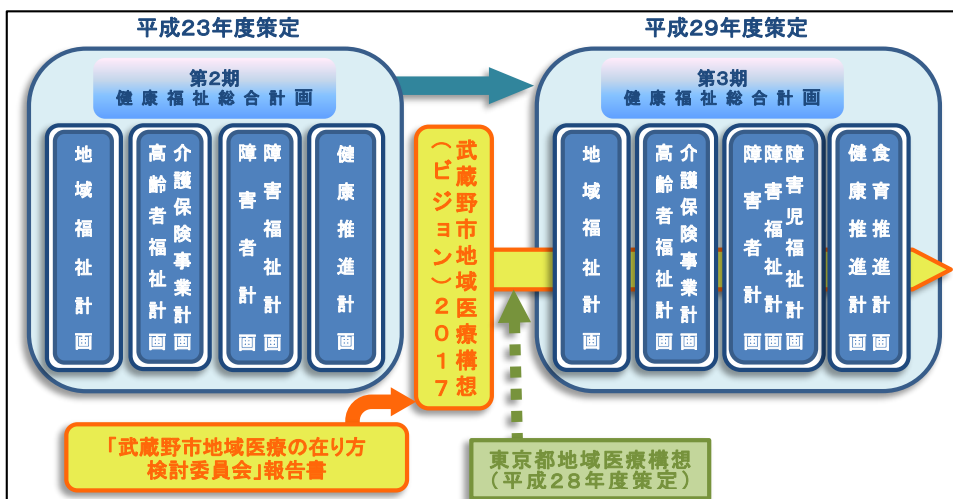 平成23年度策定
第2期
健康福祉総合計画
地域福祉計画
高齢者福祉計画
介護保険事業計画
障害者計画
障害福祉計画
健康推進計画
武蔵野市地域医療構想
（ビジョン）2017
「武蔵野市地域医療の在り方
検討委員会」報告書
平成29年度策定
第3期
健康福祉総合計画
地域福祉計画
高齢者福祉計画
介護保険事業計画
障害者計画
障害福祉計画
障害児福祉計画
健康推進計画
食育推進計画
東京都地域医療構想
（平成28年度策定）